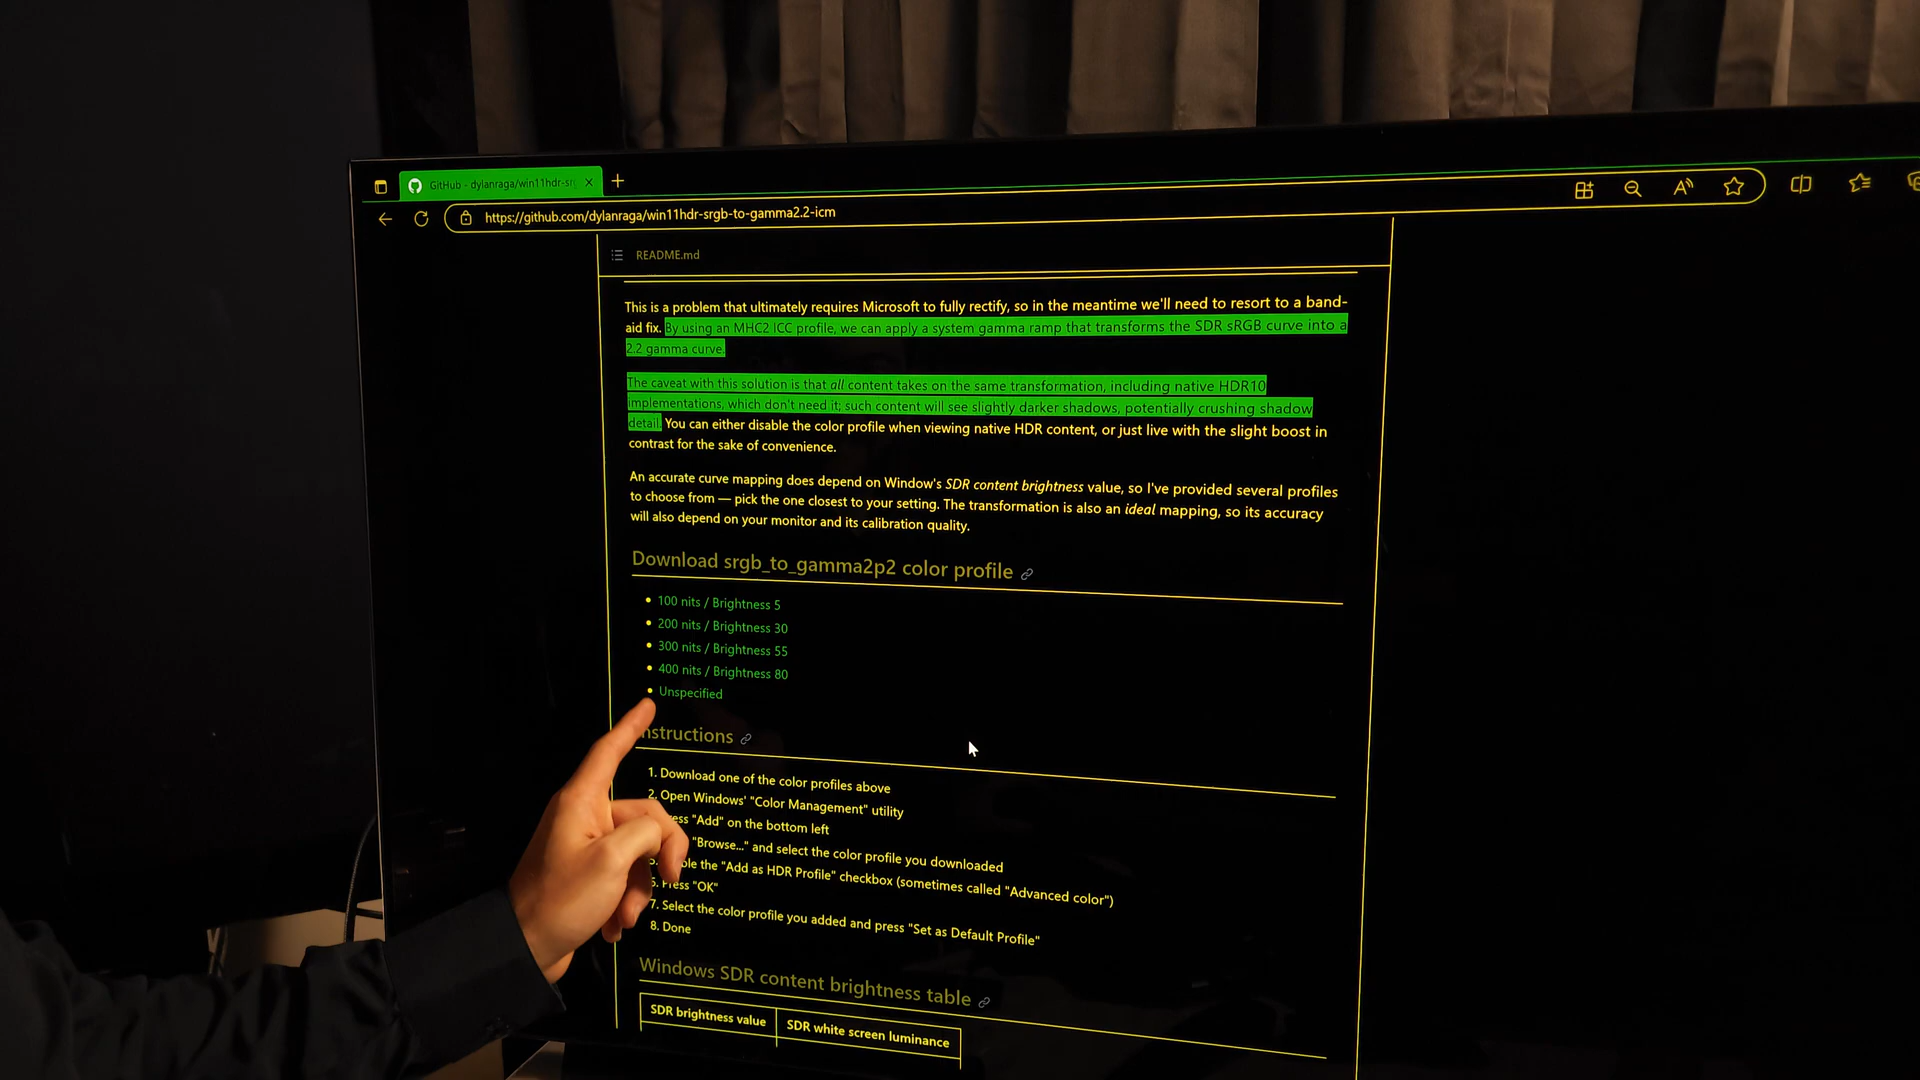 GitHub - dylanraga/win11hdr-sr
https://github.com/dylanraga/win11hdr-srgb-to-gamma2.2-icm
README.md
This is a problem that ultimately requires Microsoft to fully rectify, so in the meantime we'll need to resort to a band-
aid fix. By using an MHC2 ICC profile, we can apply a system gamma ramp that transforms the SDR sRGB curve into a
2.2 gamma curve.
The caveat with this solution is that all content takes on the same transformation, including native HDR10
implementations, which don't need it; such content will see slightly darker shadows, potentially crushing shadow
detail. You can either disable the color profile when viewing native HDR content, or just live with the slight boost in
contrast for the sake of convenience.
An accurate curve mapping does depend on Window's SDR content brightness value, so I've provided several profiles
to choose from — pick the one closest to your setting. The transformation is also an ideal mapping, so its accuracy
will also depend on your monitor and its calibration quality.
Download srgb_to_gamma2p2 color profile
• 100 nits / Brightness 5
• 200 nits / Brightness 30
• 300 nits / Brightness 55
• 400 nits / Brightness 80
• Unspecified
nstructions
1. Download one of the color profiles above
2. Open Windows' "Color Management" utility
ess "Add" on the bottom left
"Browse..." and select the color profile you downloaded
5. ble the "Add as HDR Profile" checkbox (sometimes called "Advanced color")
6. Press "OK"
7. Select the color profile you added and press "Set as Default Profile"
8. Done
Windows SDR content brightness table
SDR brightness value SDR white screen luminance